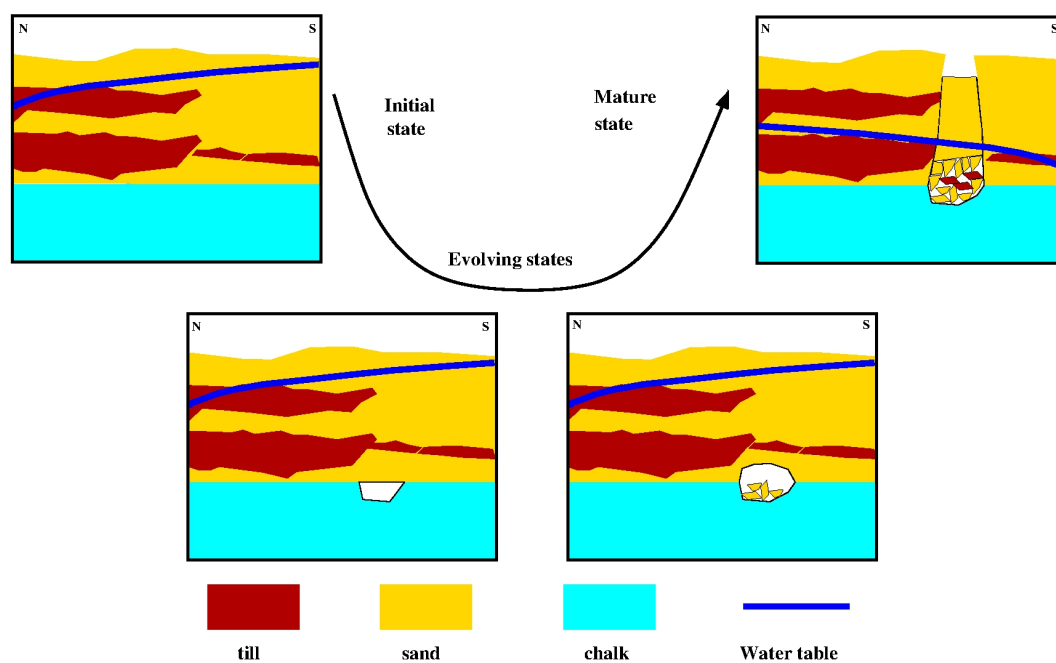 N S
N S
Initial
state
Mature
state
Evolving states
N S
N S
till
sand
chalk
Water table